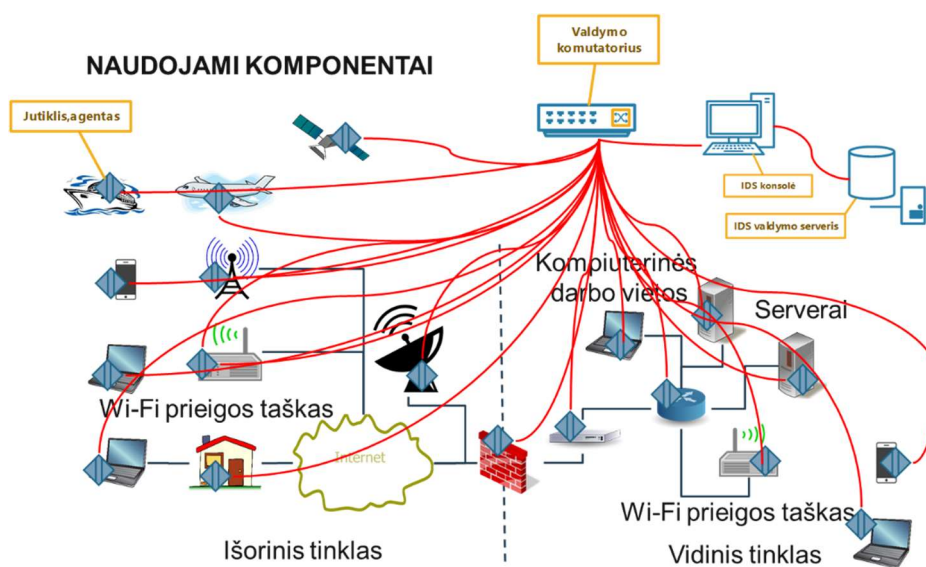 Valdymo
komutatorius
NAUDOJAMI KOMPONENTAI
Jutiklis,agentas
IDS konsolė
IDS valdymo serveris
Kompiuterinės
darbo vietos
Serverai
Wi-Fi prieigos taškas
Internet
Wi-Fi prieigos taškas
Išorinis tinklas
Vidinis tinklas